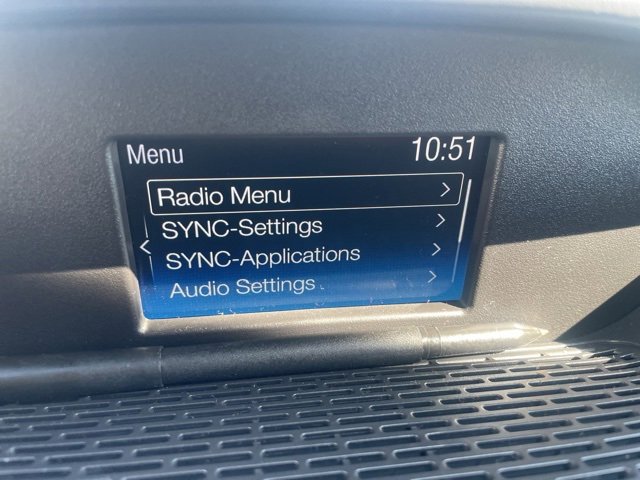 Menu 10:51
Radio Menu
SYNC-Settings
SYNC-Applications
Audio Settings